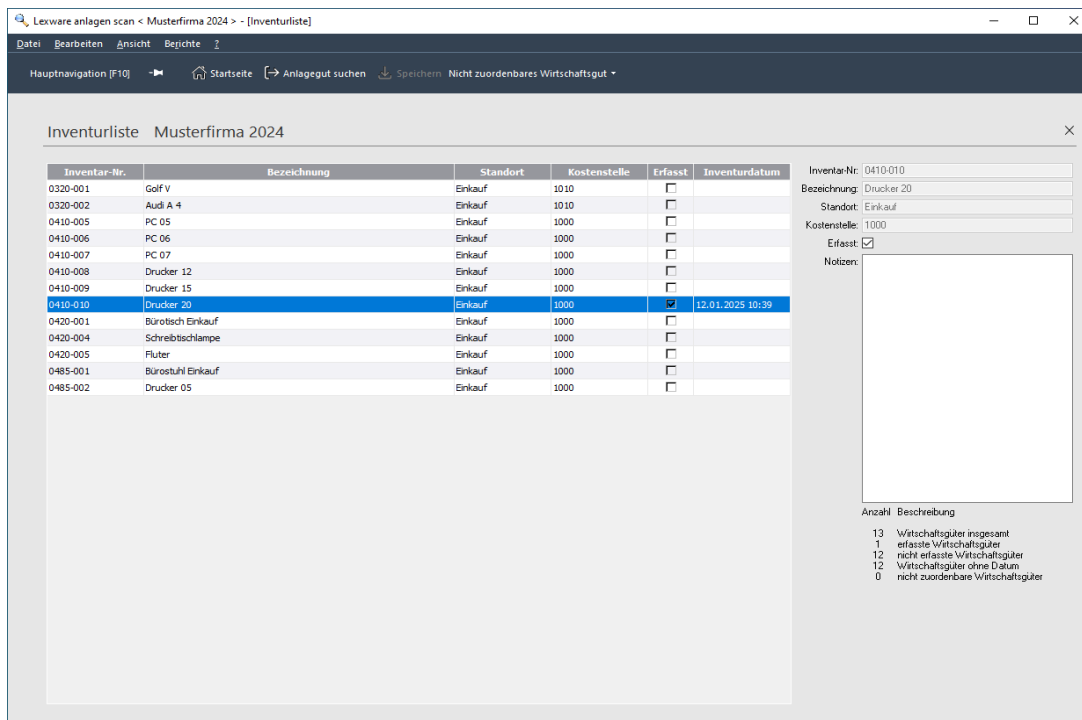 Lexware anlagen scan < Musterfirma 2024 > - [Inventurliste]
Datei Bearbeiten Ansicht Berichte ?
Hauptnavigation [F10] Startseite Anlagegut suchen Speichern Nicht zuordenbares Wirtschaftsgut
Inventurliste Musterfirma 2024
Inventar-Nr. Bezeichnung Standort Kostenstelle Erfasst Inventurdatum
0320-001 Golf V Einkauf 1010
0320-002 Audi A 4 Einkauf 1010
0410-005 PC 05 Einkauf 1000
0410-006 PC 06 Einkauf 1000
0410-007 PC 07 Einkauf 1000
0410-008 Drucker 12 Einkauf 1000
0410-009 Drucker 15 Einkauf 1000
0410-010 Drucker 20 Einkauf 1000 12.01.2025 10:39
0420-001 Bürotisch Einkauf Einkauf 1000
0420-004 Schreibtischlampe Einkauf 1000
0420-005 Fluter Einkauf 1000
0485-001 Bürostuhl Einkauf Einkauf 1000
0485-002 Drucker 05 Einkauf 1000
Inventar-Nr: 0410-010
Bezeichnung: Drucker 20
Standort: Einkauf
Kostenstelle: 1000
Erfasst:
Notizen:
Anzahl Beschreibung
13 Wirtschaftsgüter insgesamt
1 erfasste Wirtschaftsgüter
12 nicht erfasste Wirtschaftsgüter
12 Wirtschaftsgüter ohne Datum
0 nicht zuordenbare Wirtschaftsgüter